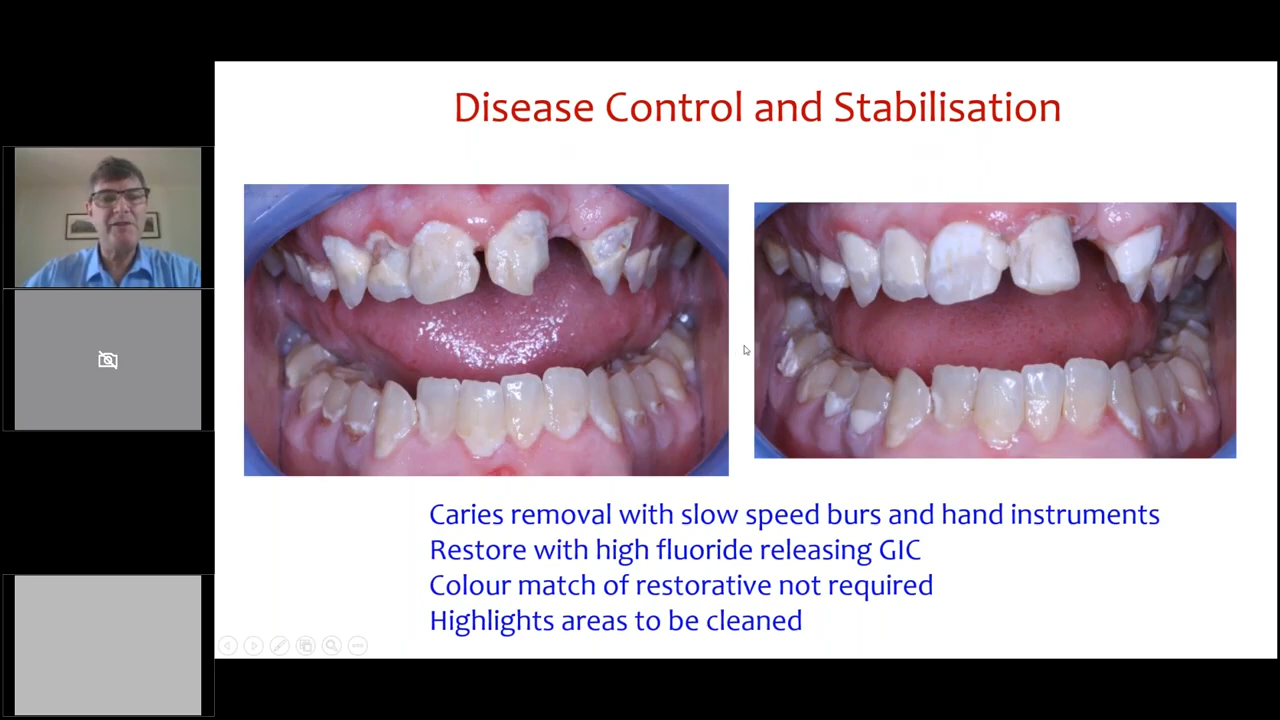 Disease Control and Stabilisation
Caries removal with slow speed burs and hand instruments
Restore with high fluoride releasing GIC
Colour match of restorative not required
Highlights areas to be cleaned